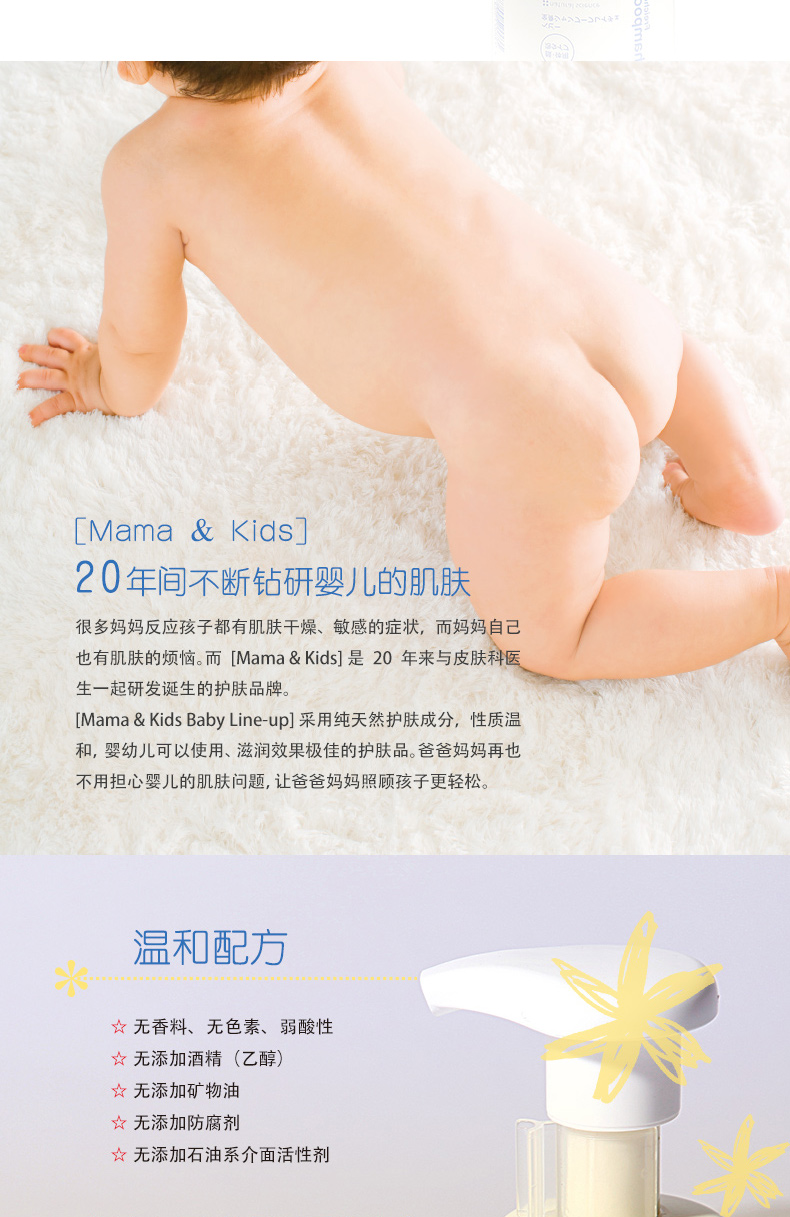 [Mama & Kids]
20年间不断钻研婴儿的肌肤
很多妈妈反应孩子都有肌肤干燥、敏感的症状，而妈妈自己
也有肌肤的烦恼。而 [Mama & Kids] 是 20 年来与皮肤科医
生一起研发诞生的护肤品牌。
[Mama & Kids Baby Line-up] 采用纯天然护肤成分，性质温
和，婴幼儿可以使用、滋润效果极佳的护肤品。爸爸妈妈再也
不用担心婴儿的肌肤问题，让爸爸妈妈照顾孩子更轻松。
温和配方
☆ 无香料、无色素、弱酸性
☆ 无添加酒精（乙醇）
☆ 无添加矿物油
☆ 无添加防腐剂
☆ 无添加石油系介面活性剂